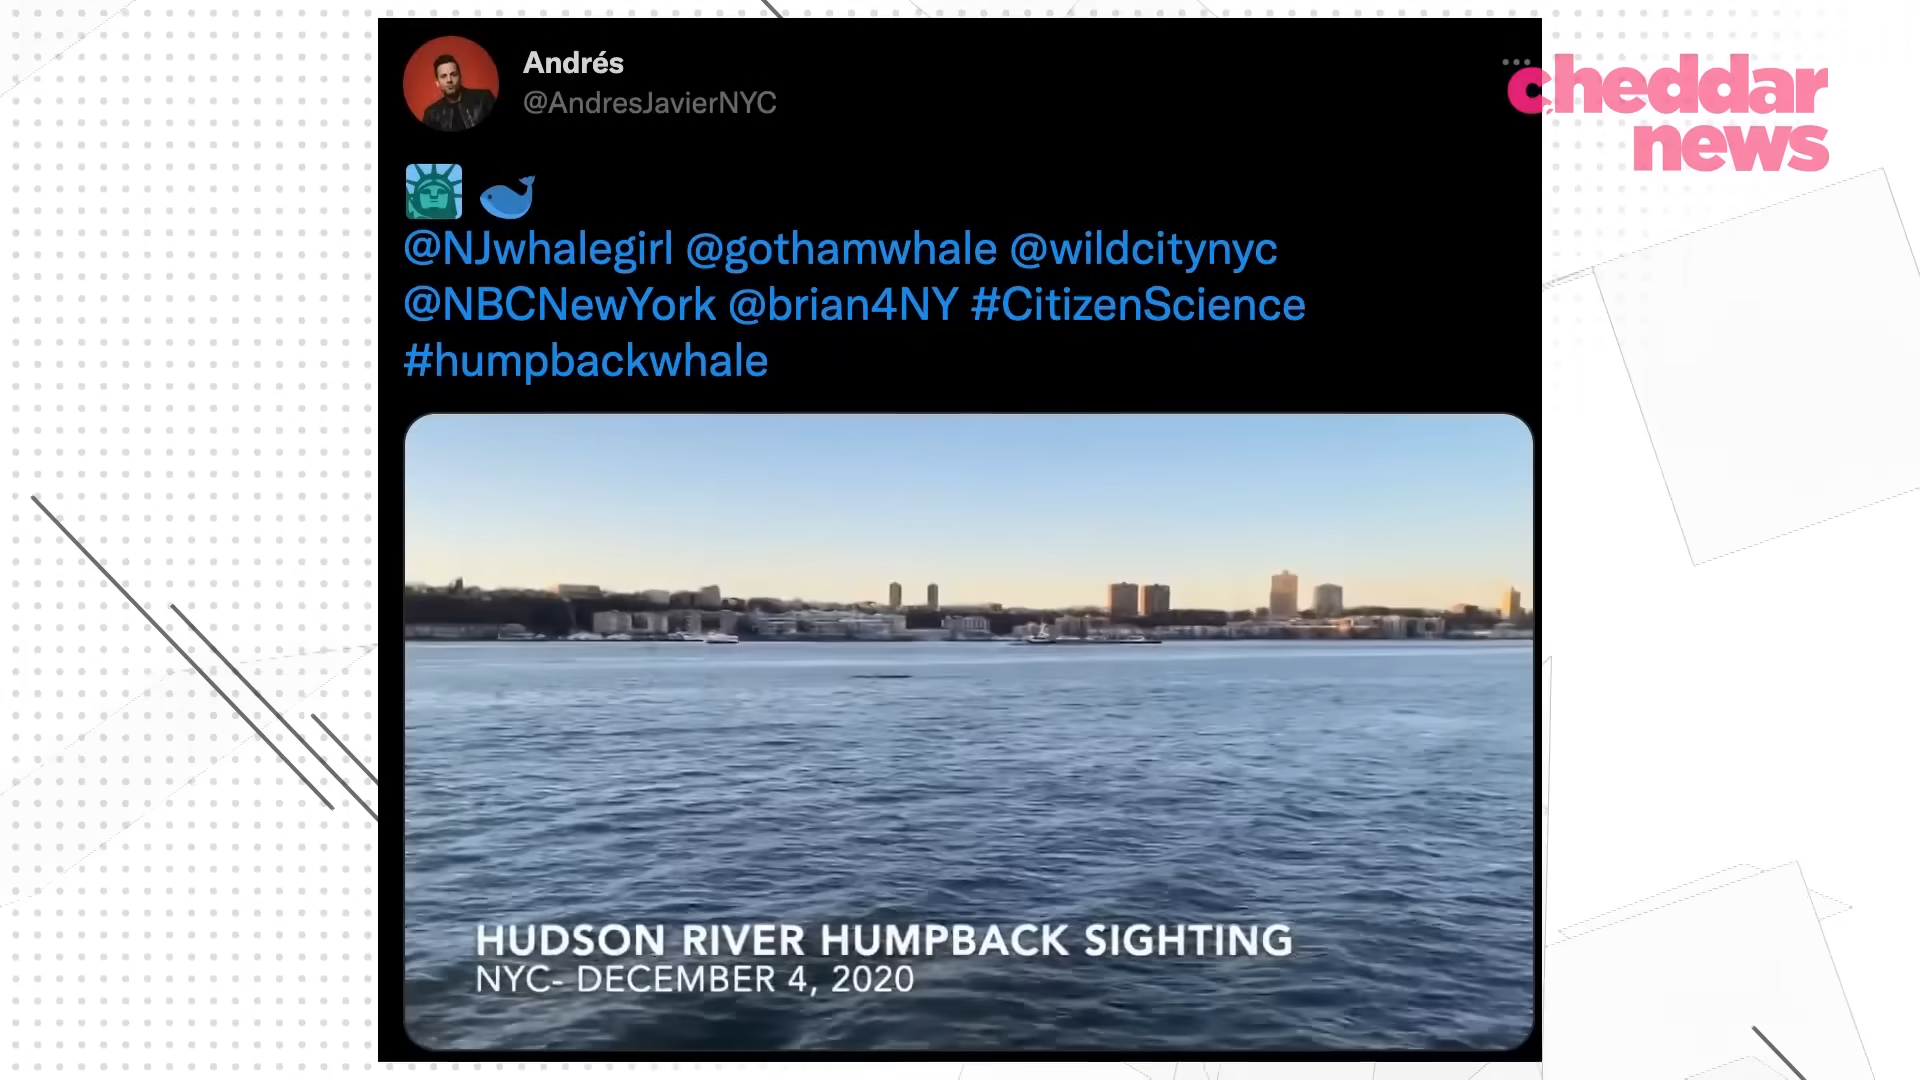 Andrés
@AndresJavierNYC
cheddar
news
@NJwhalegirl @gothamwhale @wildcitynyc
@NBCNewYork @brian4NY #CitizenScience
#humpbackwhale
HUDSON RIVER HUMPBACK SIGHTING
NYC- DECEMBER 4, 2020